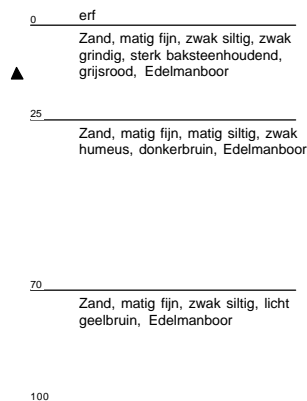 0 erf
Zand, matig fijn, zwak siltig, zwak
grindig, sterk baksteenhoudend,
grijsrood, Edelmanboor
25
Zand, matig fijn, matig siltig, zwak
humeus, donkerbruin, Edelmanboor
70
Zand, matig fijn, zwak siltig, licht
geelbruin, Edelmanboor
100